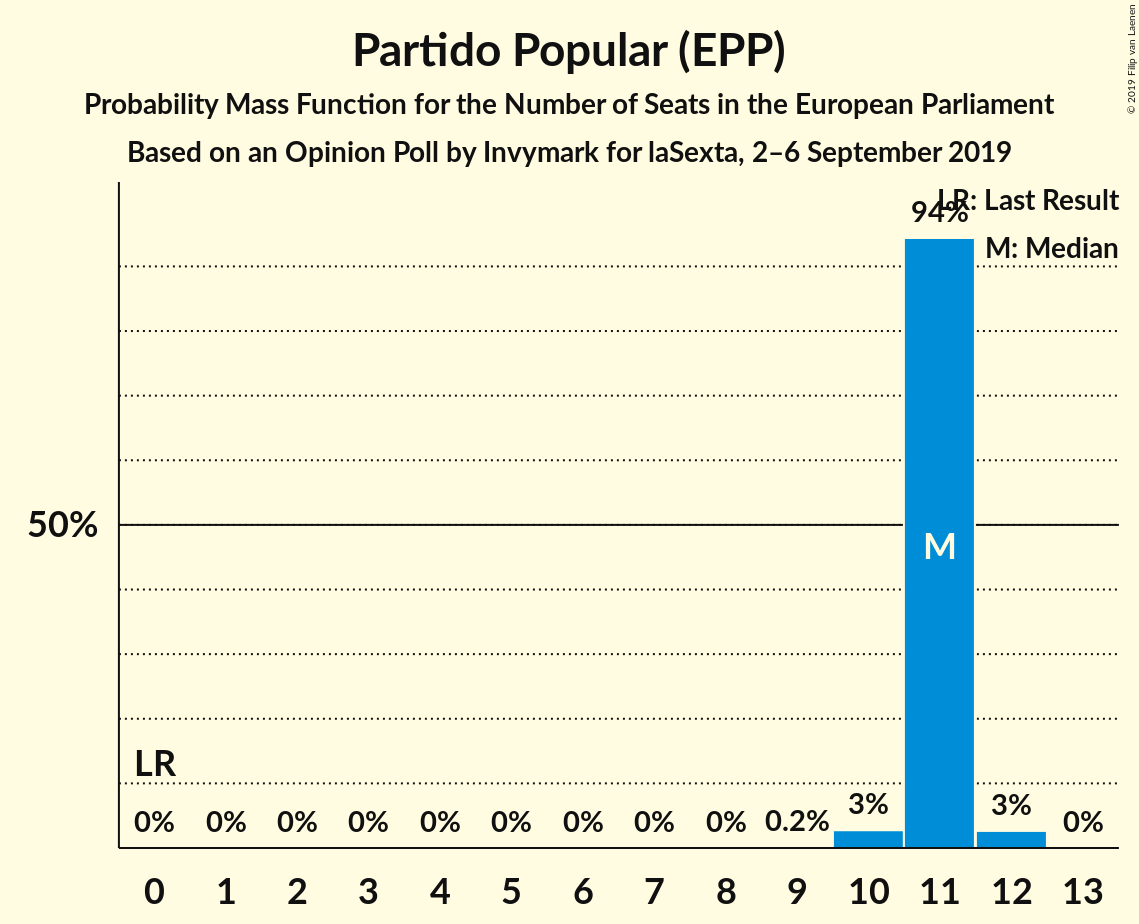 Partido Popular (EPP)
Probability Mass Function for the Number of Seats in the European Parliament
Based on an Opinion Poll by Invymark for laSexta, 2–6 September 2019
© 2019 Filip van Laenen
LR: Last Result
94%
M: Median
50%
M
LR
0% 0% 0% 0% 0% 0% 0% 0% 0% 0.2% 3% 3% 0%
0 1 2 3 4 5 6 7 8 9 10 11 12 13